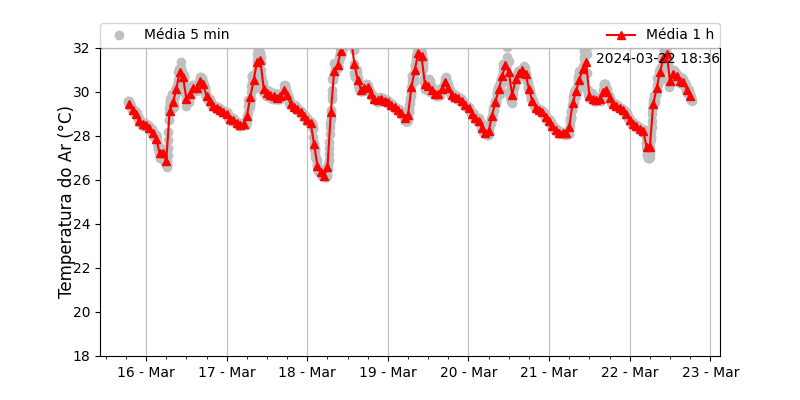 Média 5 min
Média 1 h
2024-03-22 18:36
Temperatura do Ar (°C)
32
30
28
26
24
22
20
18
16 - Mar
17 - Mar
18 - Mar
19 - Mar
20 - Mar
21 - Mar
22 - Mar
23 - Mar